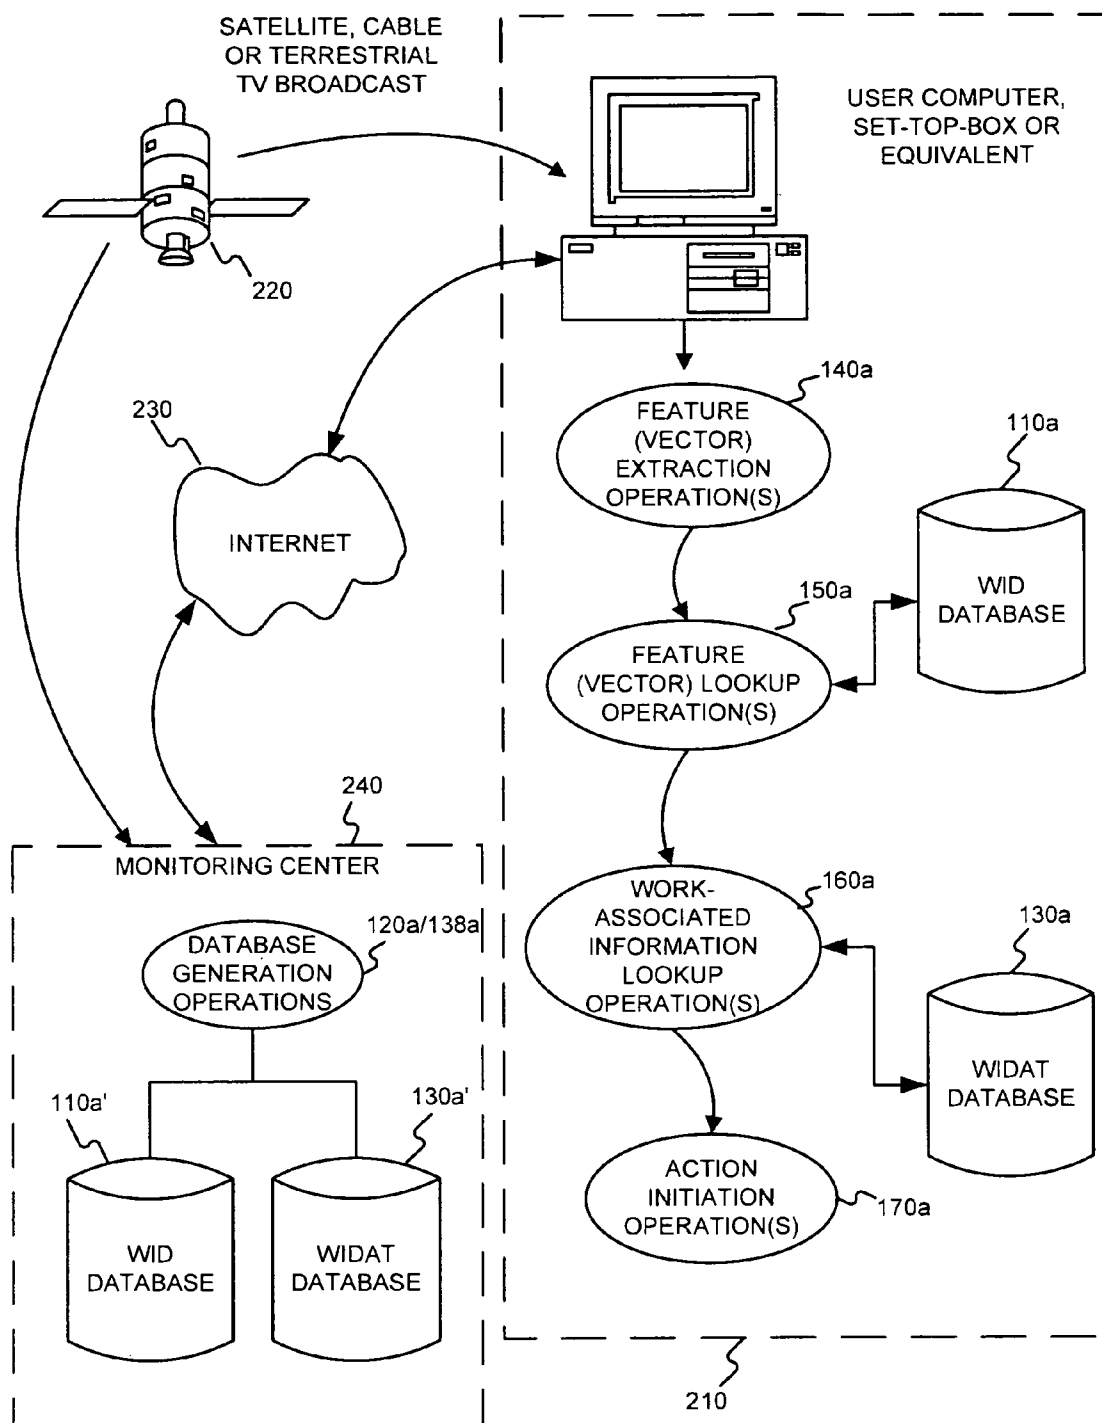 SATELLITE, CABLE
OR TERRESTRIAL
TV BROADCAST
USER COMPUTER,
SET-TOP-BOX OR
EQUIVALENT
220
140a
FEATURE
(VECTOR)
EXTRACTION
OPERATION(S)
230
110a
INTERNET
WID
DATABASE
150a
FEATURE
(VECTOR) LOOKUP
OPERATION(S)
240
MONITORING CENTER
160a
WORK-
ASSOCIATED
INFORMATION
LOOKUP
OPERATION(S)
120a/138a
DATABASE
GENERATION
OPERATIONS
130a
WIDAT
DATABASE
110a'
130a'
WID
DATABASE
WIDAT
DATABASE
ACTION
INITIATION
OPERATION(S)
170a
210